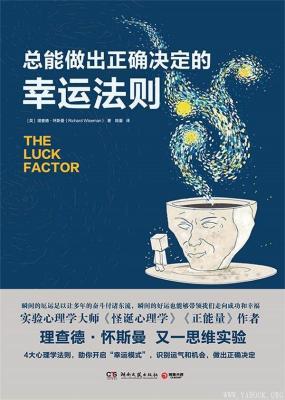 总能做出正确决定的
幸运法则
[英] 理查德·怀斯曼(Richard Wiseman) 著
THE
LUCK
FACTOR
瞬间的厄运足以让多年的奋斗付诸东流,瞬间的好运也能够带领我们走向成功和幸福
实验心理学大师《怪诞心理学》《正能量》作者
理查德·怀斯曼 又一思维实验
4大心理学法则,助你开启“幸运模式”,识别运气和机会,做出正确决定
湖南文艺出版社
博集天卷